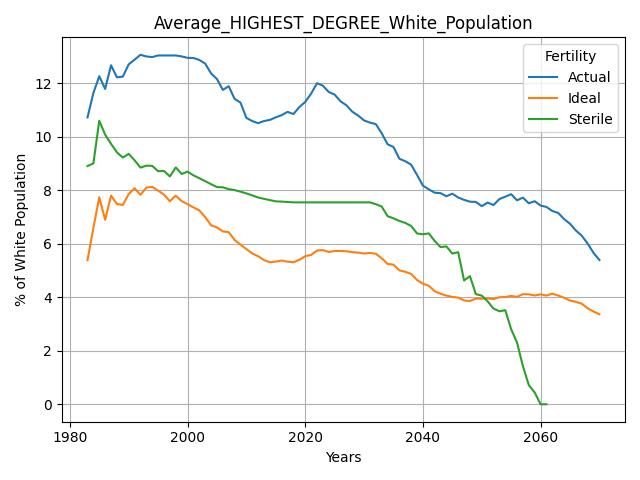 Average_HIGHEST_DEGREE_White_Population
% of White Population
12
10
8
6
4
2
0
Fertility
Actual
Ideal
Sterile
1980
2000
2020
2040
2060
Years